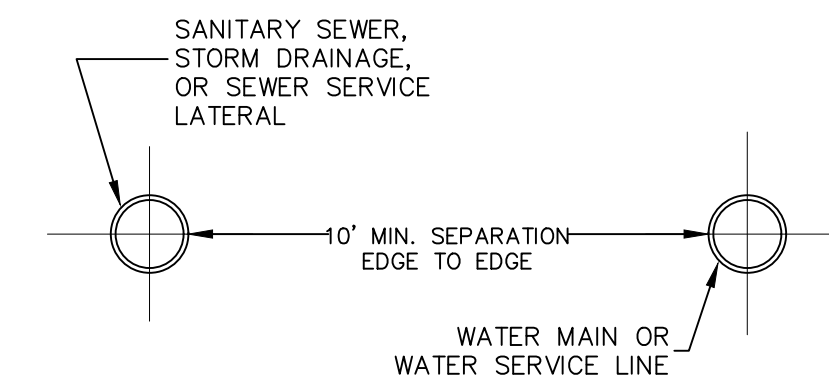 SANITARY SEWER,
STORM DRAINAGE,
OR SEWER SERVICE
LATERAL
10' MIN. SEPARATION
EDGE TO EDGE
WATER MAIN OR
WATER SERVICE LINE